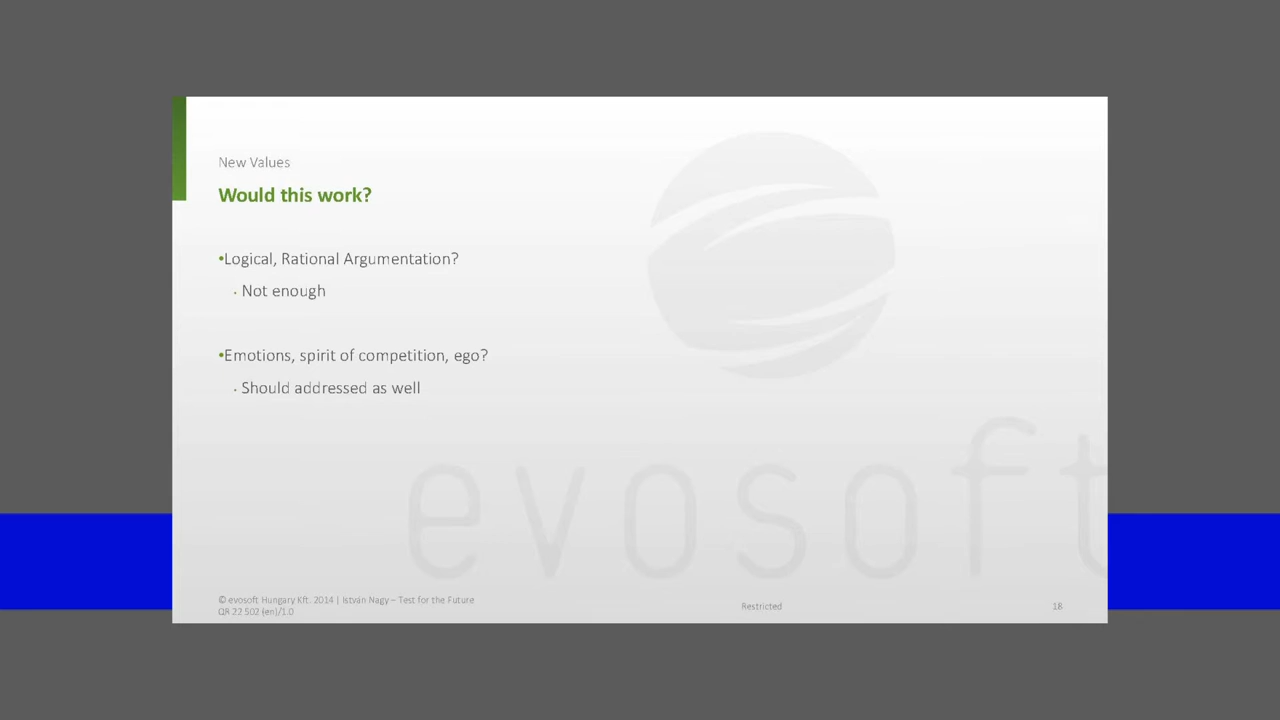 New Values
Would this work?
•Logical, Rational Argumentation?
· Not enough
•Emotions, spirit of competition, ego?
· Should addressed as well
evosoft
© evosoft Hungary Kft. 2014 | István Nagy – Test for the Future
QR 22 502 (en)/1.0
Restricted
18